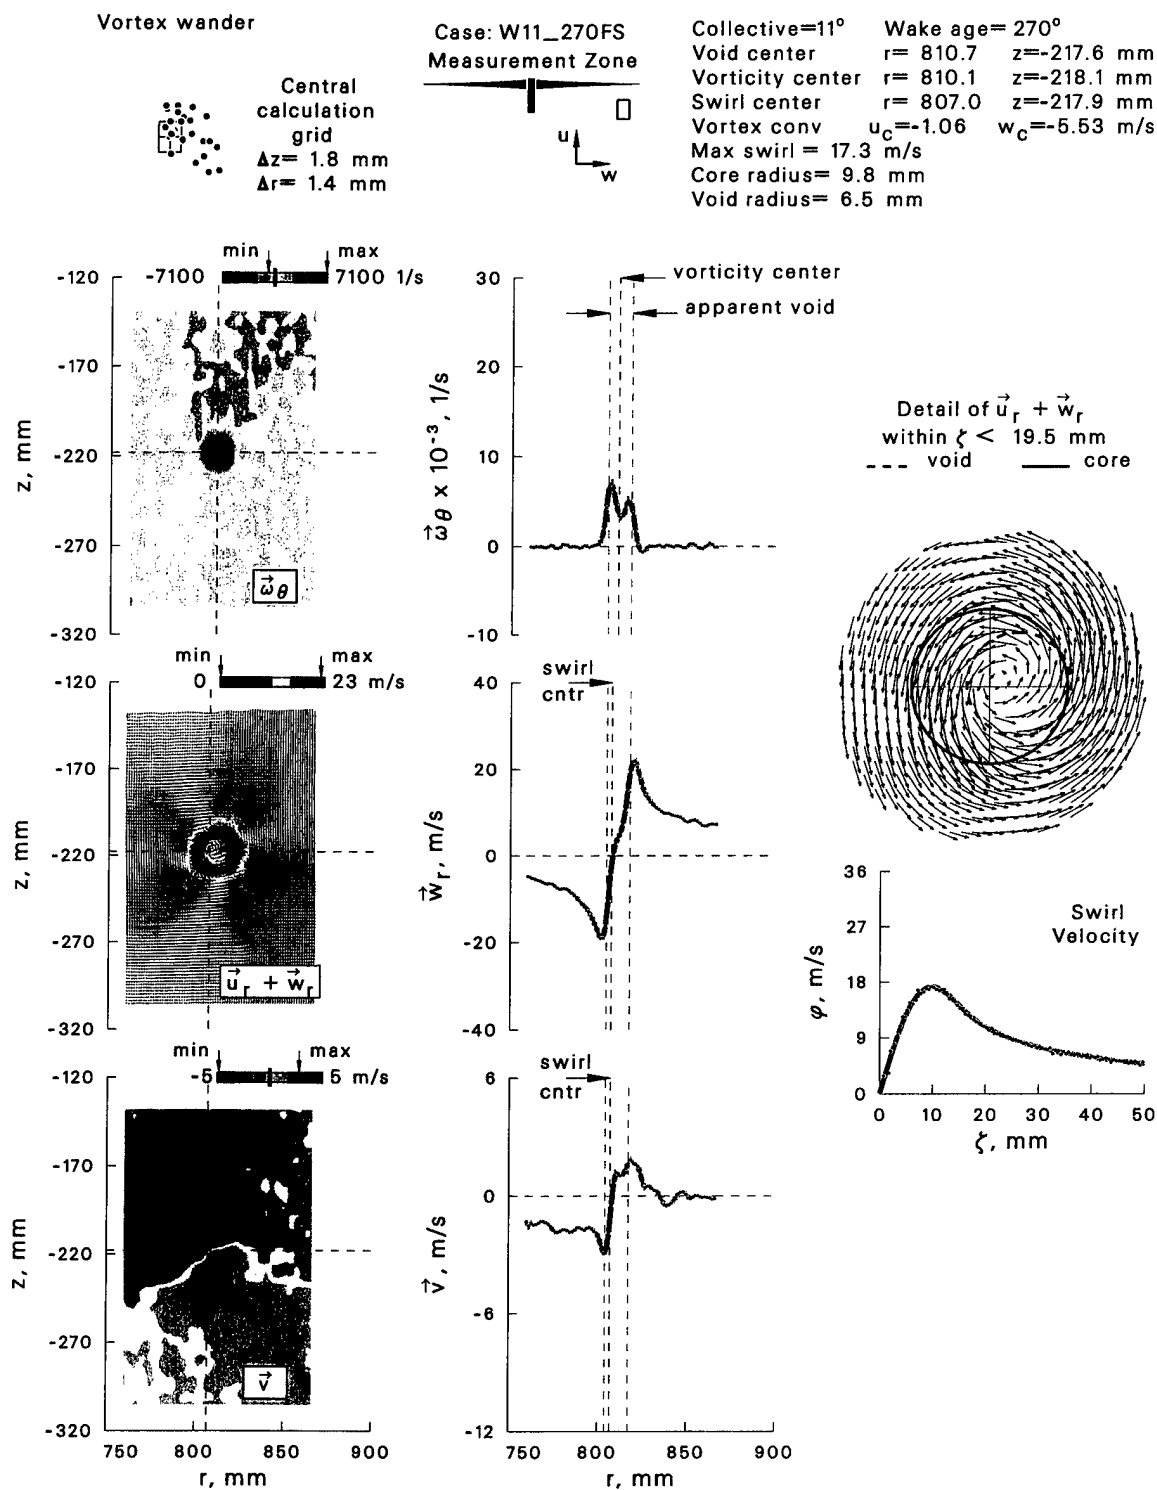 Vortex wander
Central
calculation
grid
Δz= 1.8 mm
Δr= 1.4 mm
Case: W11_270FS
Measurement Zone
u
w
Collective=11° Wake age= 270°
Void center r= 810.7 z=-217.6 mm
Vorticity center r= 810.1 z=-218.1 mm
Swirl center r= 807.0 z=-217.9 mm
Vortex conv u_c=-1.06 w_c=-5.53 m/s
Max swirl = 17.3 m/s
Core radius= 9.8 mm
Void radius= 6.5 mm
min max
-7100 7100 1/s
-120
-170
-220
-270
-320
z, mm
ω⃗θ
30
20
10
0
-10
ω⃗θ x 10⁻³, 1/s
vorticity center
apparent void
min max
0 23 m/s
-120
-170
-220
-270
-320
z, mm
u⃗r + w⃗r
40
20
0
-20
-40
w⃗r, m/s
swirl
cntr
Detail of u⃗r + w⃗r
within ζ < 19.5 mm
void core
36
27
18
9
0
φ, m/s
Swirl
Velocity
0 10 20 30 40 50
ζ, mm
min max
-5 5 m/s
-120
-170
-220
-270
-320
z, mm
v⃗
750 800 850 900
r, mm
6
0
-6
-12
v⃗, m/s
swirl
cntr
750 800 850 900
r, mm